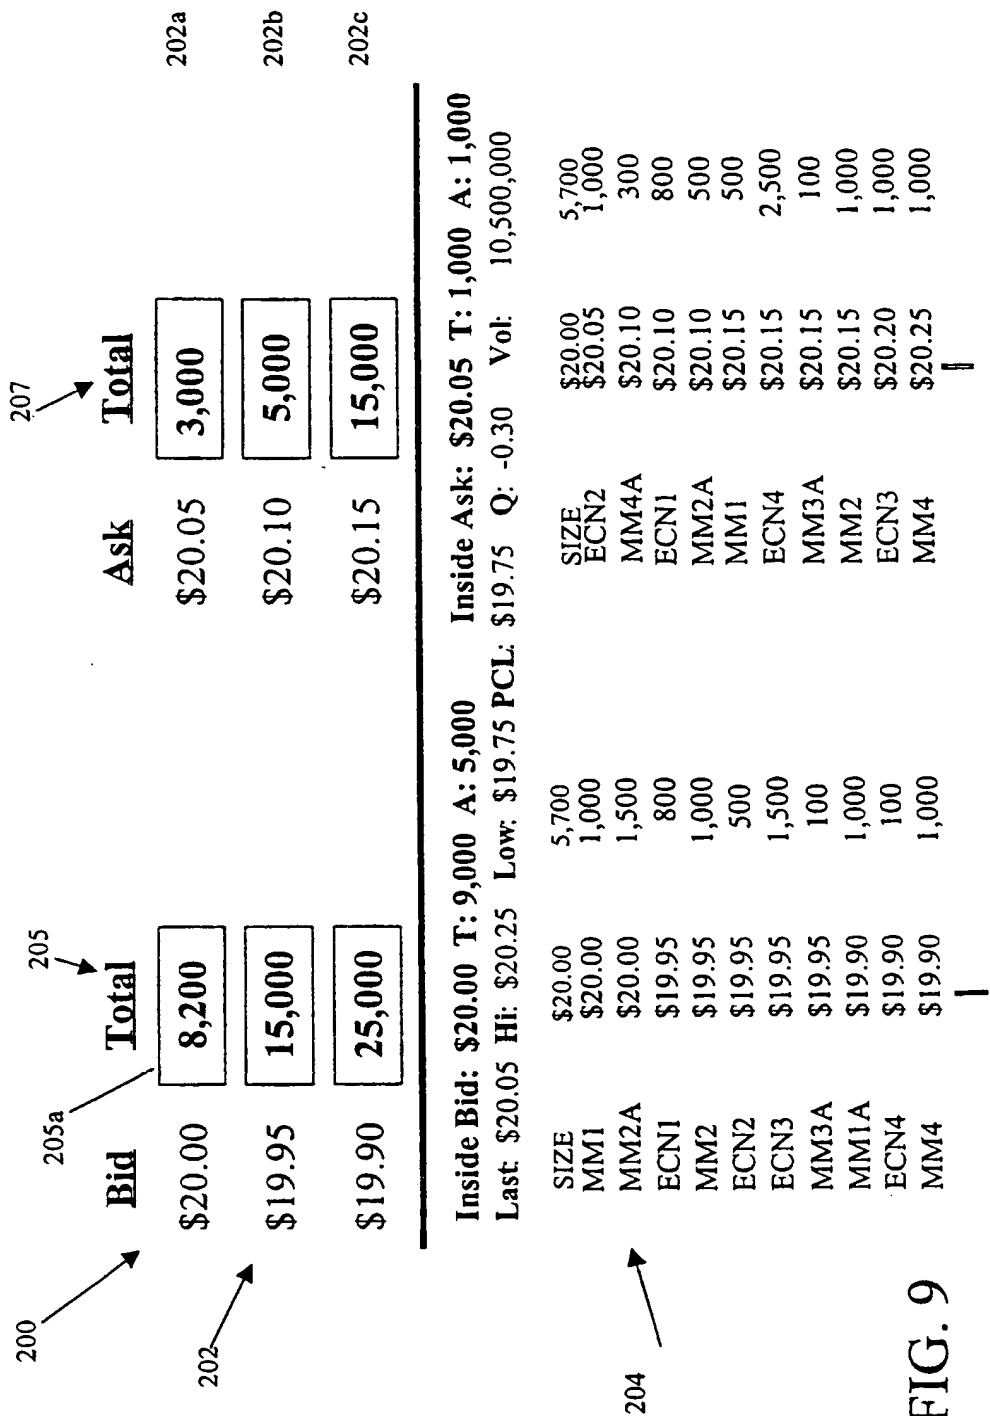 200
205a
205
207
Bid Total Ask Total
$20.00 8,200 $20.05 3,000 202a
$19.95 15,000 $20.10 5,000 202b
$19.90 25,000 $20.15 15,000 202c
202
Inside Bid: $20.00 T: 9,000 A: 5,000 Inside Ask: $20.05 T: 1,000 A: 1,000
Last: $20.05 Hi: $20.25 Low: $19.75 PCL: $19.75 Q: -0.30 Vol: 10,500,000
SIZE $20.00 5,700 SIZE $20.00 5,700
MM1 $20.00 1,000 ECN2 $20.05 1,000
MM2A $20.00 1,500 MM4A $20.10 300
ECN1 $19.95 800 ECN1 $20.10 800
MM2 $19.95 1,000 MM2A $20.10 500
ECN2 $19.95 500 MM1 $20.15 500
ECN3 $19.95 1,500 ECN4 $20.15 2,500
MM3A $19.95 100 MM3A $20.15 100
MM1A $19.90 1,000 MM2 $20.15 1,000
ECN4 $19.90 100 ECN3 $20.20 1,000
MM4 $19.90 1,000 MM4 $20.25 1,000
204
FIG. 9